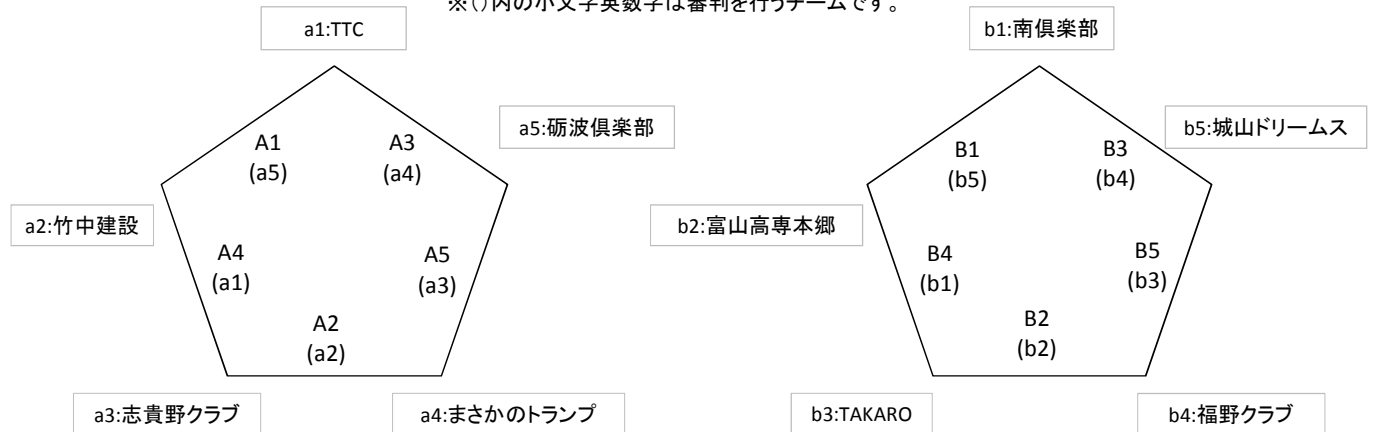 ※()内の小文字英数字は審判を行うチームです。
a1:TTC
b1:南倶楽部
a5:砺波倶楽部
b5:城山ドリームス
A1
(a5)
A3
(a4)
B1
(b5)
B3
(b4)
a2:竹中建設
b2:富山高専本郷
A4
(a1)
A5
(a3)
B4
(b1)
B5
(b3)
A2
(a2)
B2
(b2)
a3:志貴野クラブ
a4:まさかのトランプ
b3:TAKARO
b4:福野クラブ